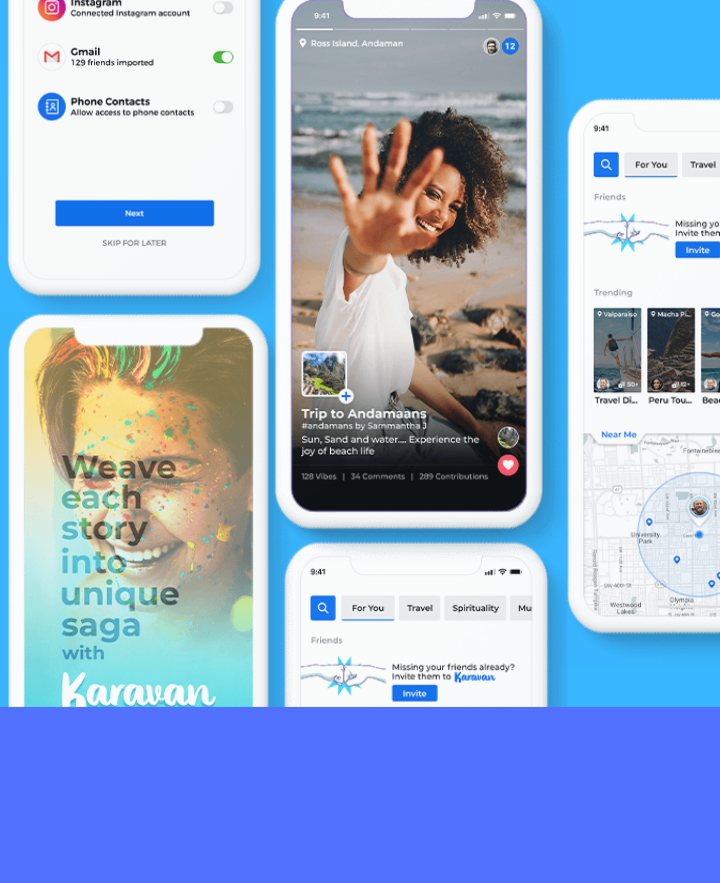 Instagram
Connected Instagram account
Gmail
129 friends imported
Phone Contacts
Allow access to phone contacts
Next
SKIP FOR LATER
9:41
Ross Island, Andaman
12
Trip to Andamaans
#andamans by Sammantha J
Sun, Sand and water.... Experience the
joy of beach life
128 Vibes | 34 Comments | 289 Contributions
Weave
each
story
into
unique
saga
with
Karavan
9:41
For You
Travel
Spirituality
Mu
Friends
Missing your friends already?
Invite them to Karavan
Invite
9:41
For You
Travel
Friends
Missing yo
Invite them
Invite
Trending
Valparaiso
Macha Pi...
Go
50+
12+
Travel Di...
Peru Tou...
Bea
Near Me
Fontaineble
University
Park
SW 40th St
Westwood
Lakes
Olympia
Heights